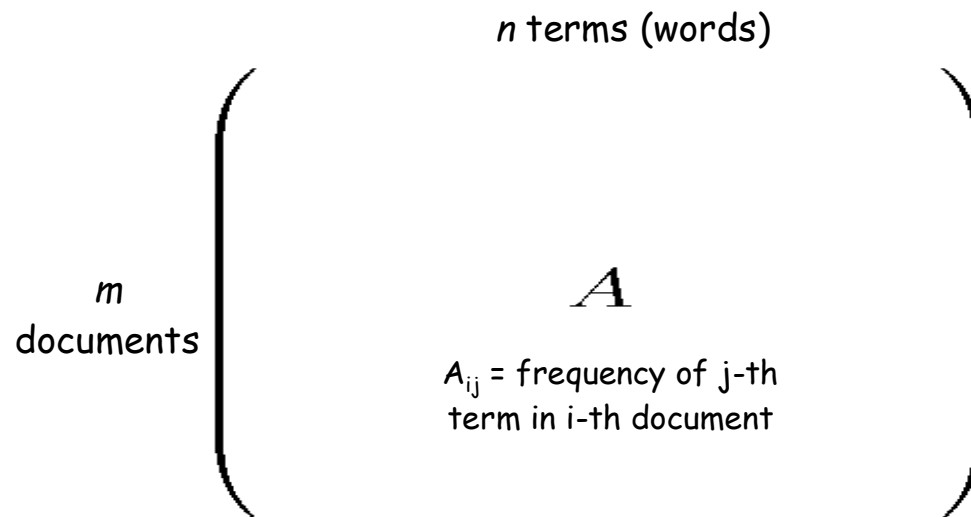 n terms (words)
m
documents
A
A_ij = frequency of j-th
term in i-th document